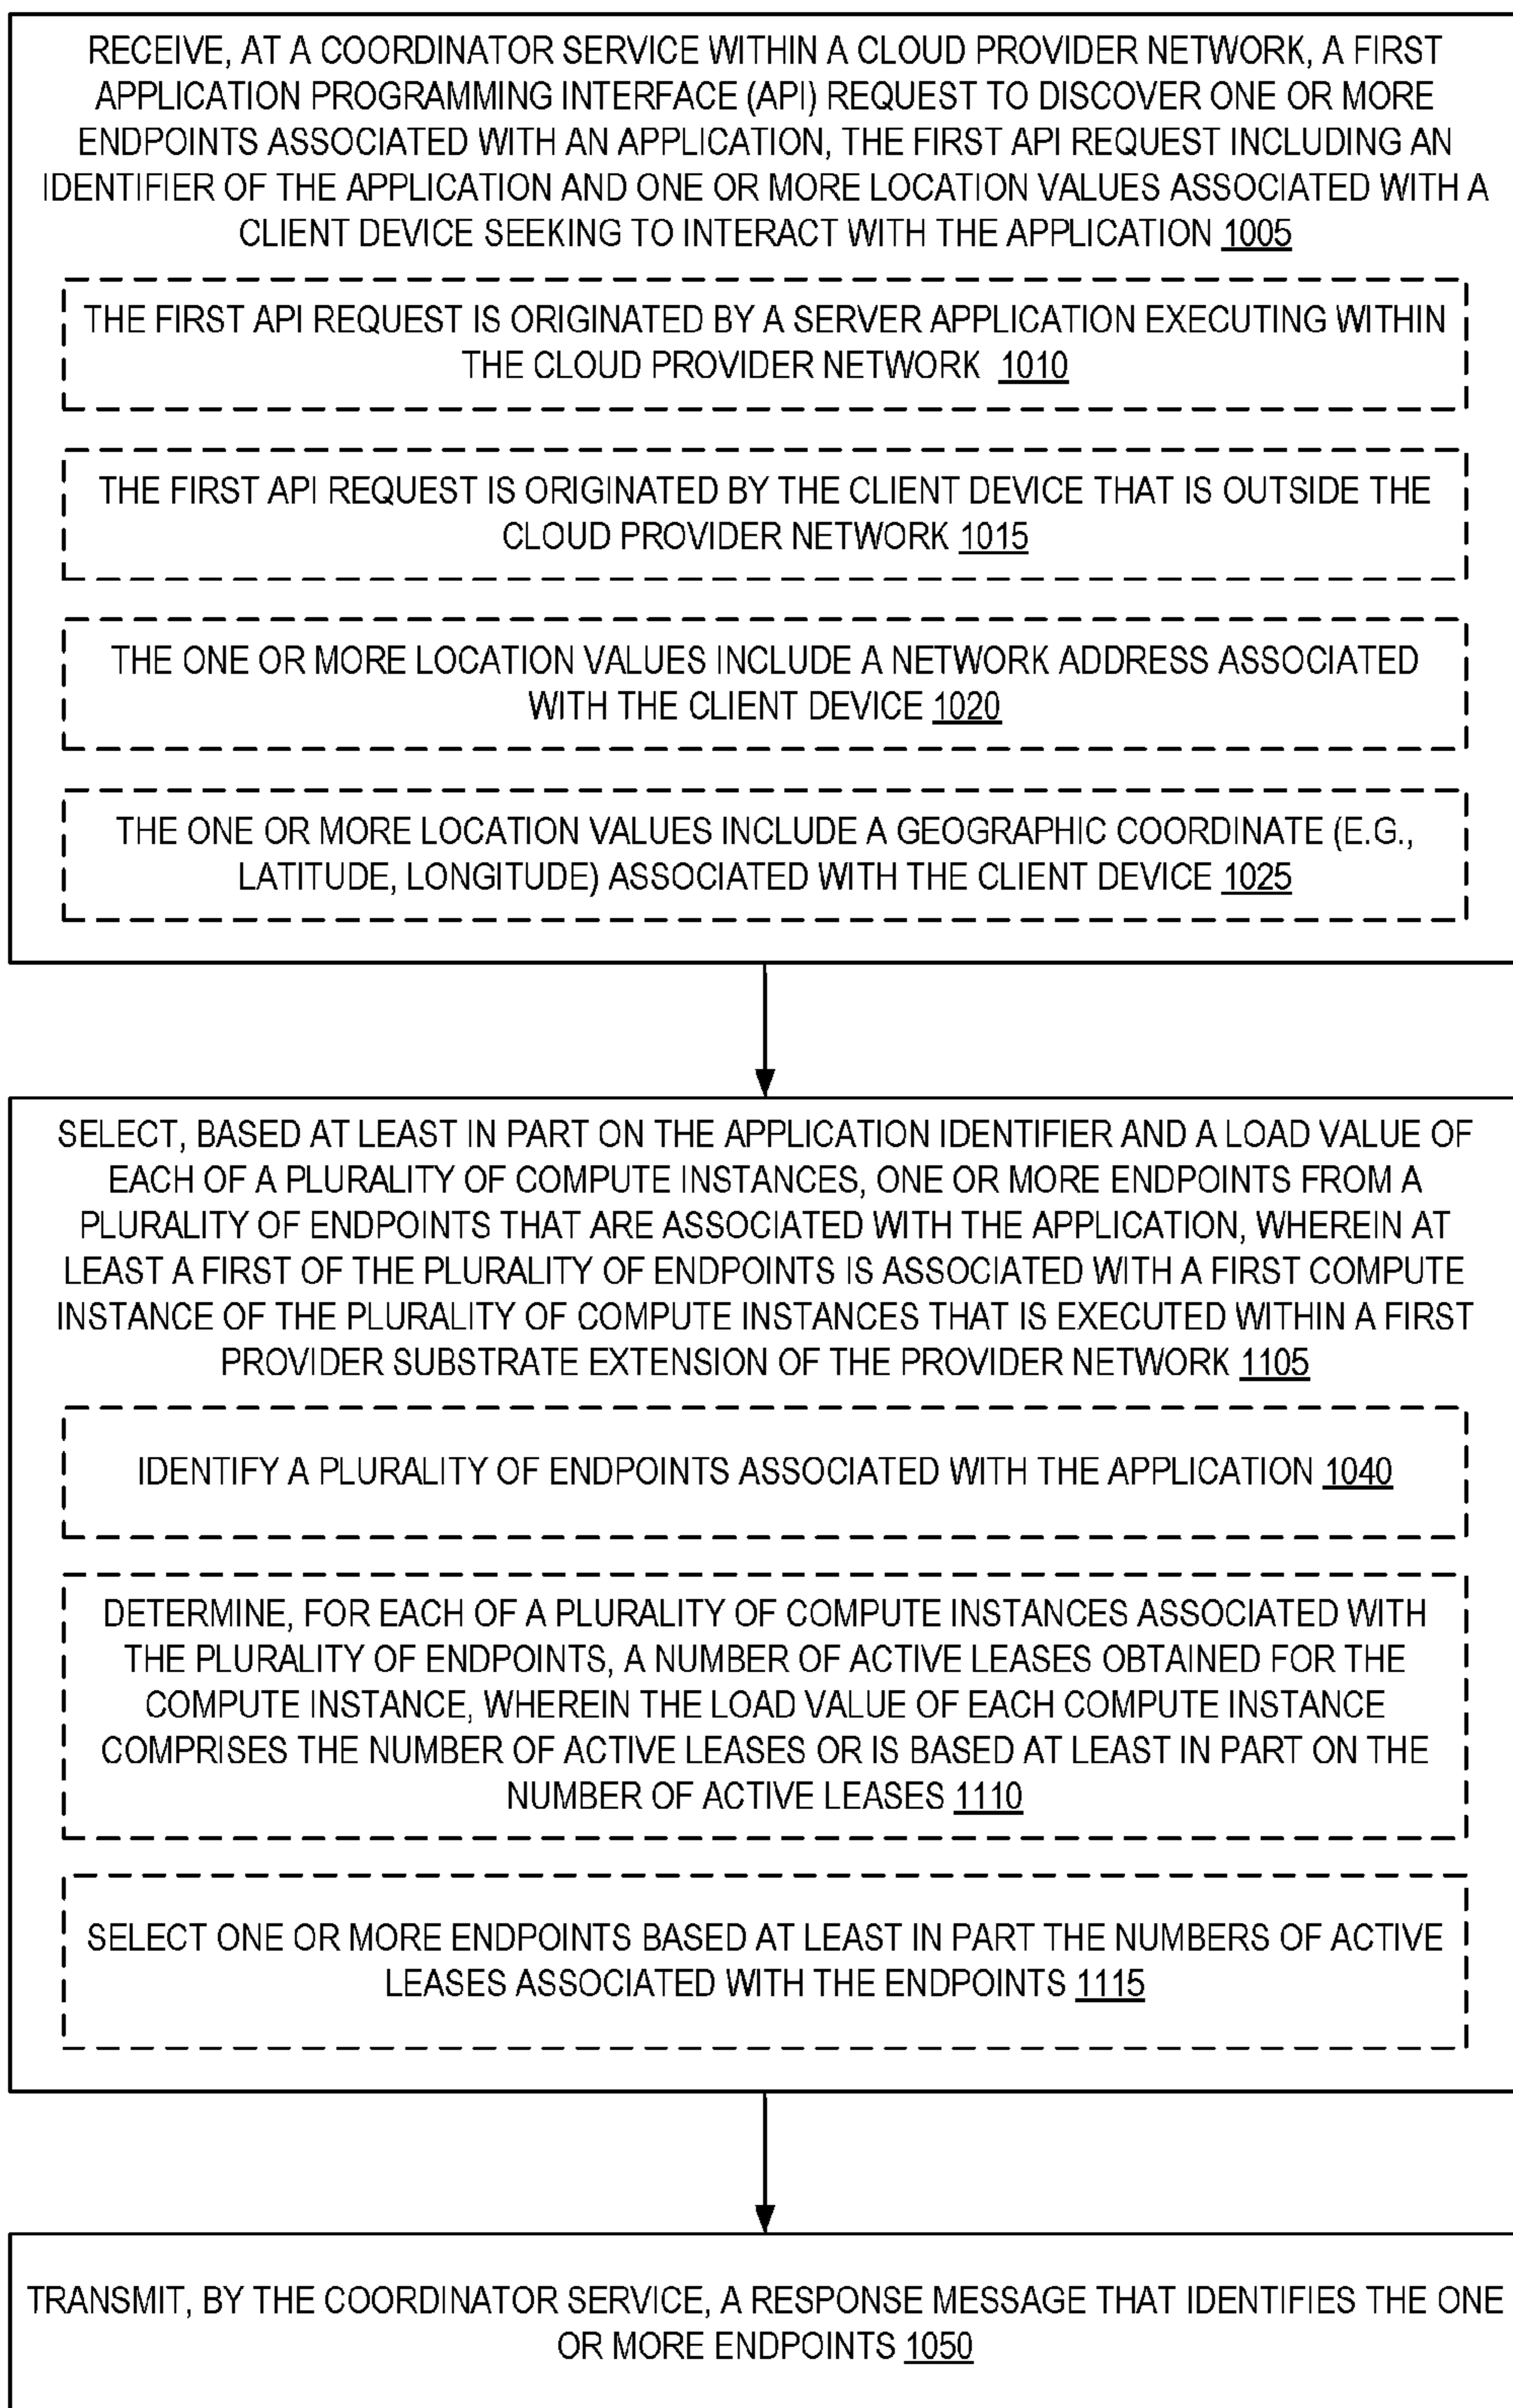 RECEIVE, AT A COORDINATOR SERVICE WITHIN A CLOUD PROVIDER NETWORK, A FIRST
APPLICATION PROGRAMMING INTERFACE (API) REQUEST TO DISCOVER ONE OR MORE
ENDPOINTS ASSOCIATED WITH AN APPLICATION, THE FIRST API REQUEST INCLUDING AN
IDENTIFIER OF THE APPLICATION AND ONE OR MORE LOCATION VALUES ASSOCIATED WITH A
CLIENT DEVICE SEEKING TO INTERACT WITH THE APPLICATION 1005
THE FIRST API REQUEST IS ORIGINATED BY A SERVER APPLICATION EXECUTING WITHIN
THE CLOUD PROVIDER NETWORK 1010
THE FIRST API REQUEST IS ORIGINATED BY THE CLIENT DEVICE THAT IS OUTSIDE THE
CLOUD PROVIDER NETWORK 1015
THE ONE OR MORE LOCATION VALUES INCLUDE A NETWORK ADDRESS ASSOCIATED
WITH THE CLIENT DEVICE 1020
THE ONE OR MORE LOCATION VALUES INCLUDE A GEOGRAPHIC COORDINATE (E.G.,
LATITUDE, LONGITUDE) ASSOCIATED WITH THE CLIENT DEVICE 1025
SELECT, BASED AT LEAST IN PART ON THE APPLICATION IDENTIFIER AND A LOAD VALUE OF
EACH OF A PLURALITY OF COMPUTE INSTANCES, ONE OR MORE ENDPOINTS FROM A
PLURALITY OF ENDPOINTS THAT ARE ASSOCIATED WITH THE APPLICATION, WHEREIN AT
LEAST A FIRST OF THE PLURALITY OF ENDPOINTS IS ASSOCIATED WITH A FIRST COMPUTE
INSTANCE OF THE PLURALITY OF COMPUTE INSTANCES THAT IS EXECUTED WITHIN A FIRST
PROVIDER SUBSTRATE EXTENSION OF THE PROVIDER NETWORK 1105
IDENTIFY A PLURALITY OF ENDPOINTS ASSOCIATED WITH THE APPLICATION 1040
DETERMINE, FOR EACH OF A PLURALITY OF COMPUTE INSTANCES ASSOCIATED WITH
THE PLURALITY OF ENDPOINTS, A NUMBER OF ACTIVE LEASES OBTAINED FOR THE
COMPUTE INSTANCE, WHEREIN THE LOAD VALUE OF EACH COMPUTE INSTANCE
COMPRISES THE NUMBER OF ACTIVE LEASES OR IS BASED AT LEAST IN PART ON THE
NUMBER OF ACTIVE LEASES 1110
SELECT ONE OR MORE ENDPOINTS BASED AT LEAST IN PART THE NUMBERS OF ACTIVE
LEASES ASSOCIATED WITH THE ENDPOINTS 1115
TRANSMIT, BY THE COORDINATOR SERVICE, A RESPONSE MESSAGE THAT IDENTIFIES THE ONE
OR MORE ENDPOINTS 1050